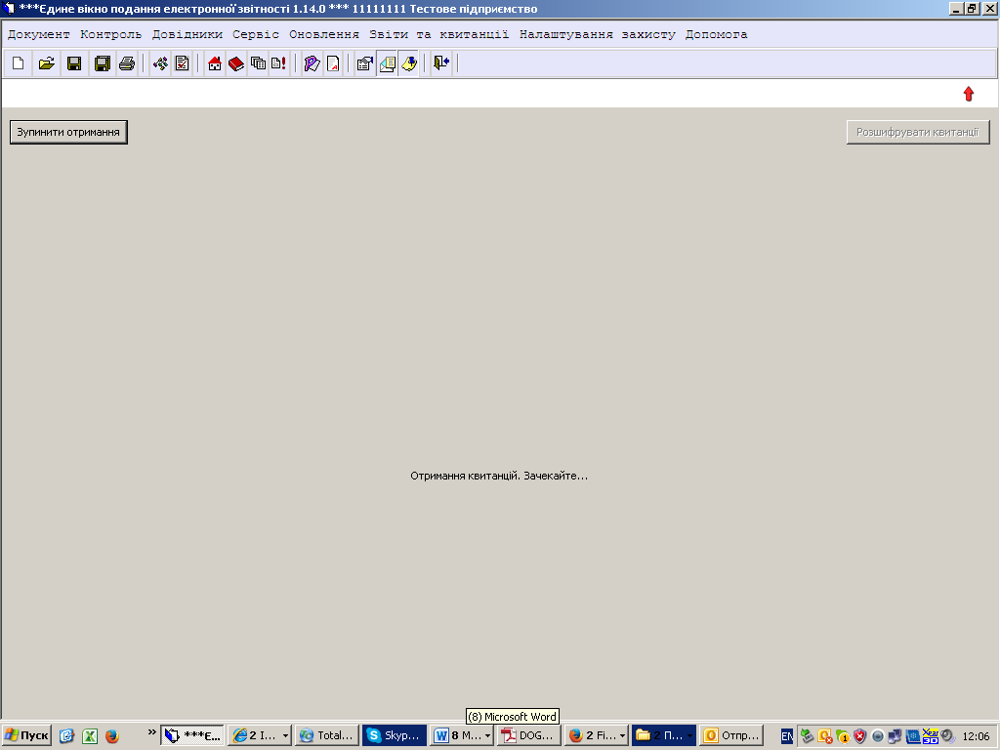 ***Єдине вікно подання електронної звітності 1.14.0 *** 11111111 Тестове підприємство
Документ Контроль Довідники Сервіс Оновлення Звіти та квитанції Налаштування захисту Допомога
Зупинити отримання
Розшифрувати квитанції
Отримання квитанцій. Зачекайте...
(8) Microsoft Word
Пуск » ***Є... 2 I... Total... Skyp... 8 M... DOG... 2 Fi... 2 П... Отпр... EN 12:06